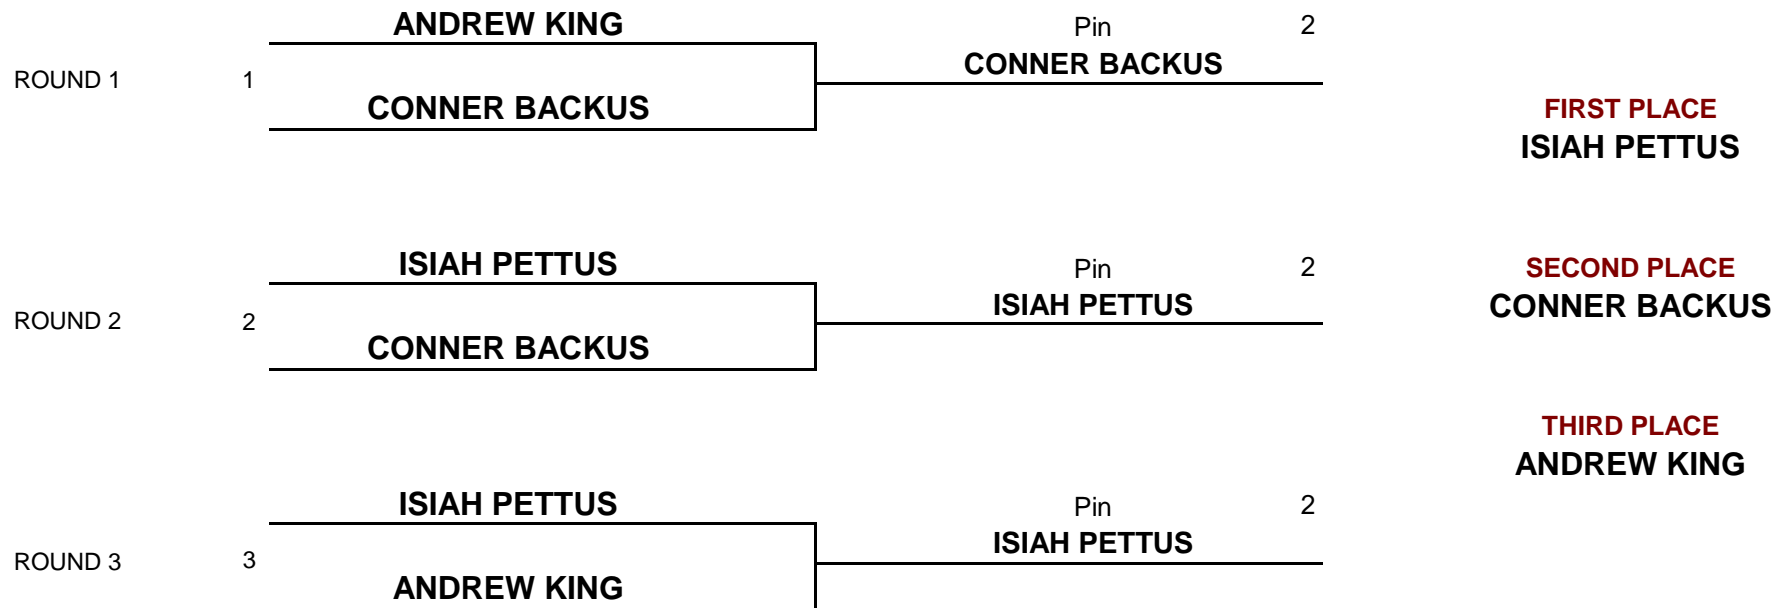 ANDREW KING
Pin 2
CONNER BACKUS
ROUND 1 1
CONNER BACKUS
FIRST PLACE
ISIAH PETTUS
ISIAH PETTUS
Pin 2
SECOND PLACE
ISIAH PETTUS
CONNER BACKUS
ROUND 2 2
CONNER BACKUS
THIRD PLACE
ANDREW KING
ISIAH PETTUS
Pin 2
ISIAH PETTUS
ROUND 3 3
ANDREW KING